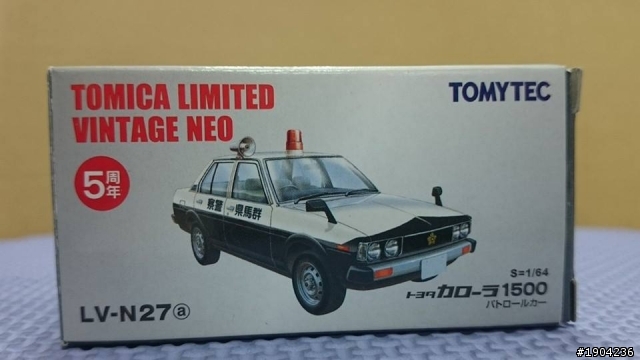 TOMICA LIMITED
VINTAGE NEO
TOMYTEC
5周年
察警 県馬群
S=1/64
トヨタ カローラ1500
パトロールカー
LV-N27ⓐ
#1904236